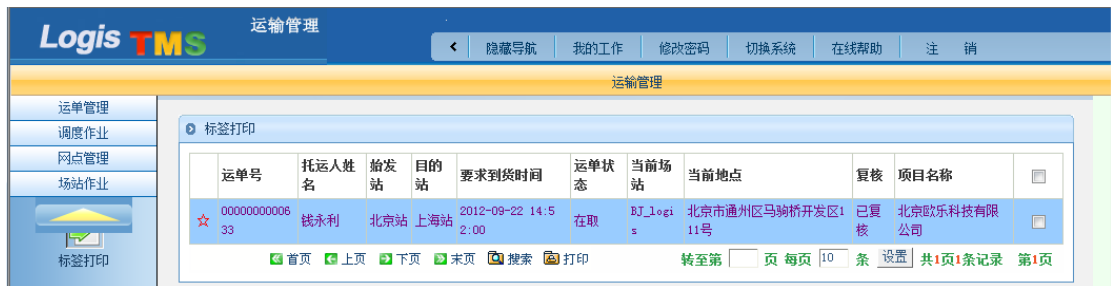 Logis TMS 运输管理
隐藏导航 我的工作 修改密码 切换系统 在线帮助 注 销
运输管理
运单管理
调度作业
网点管理
场站作业
标签打印
标签打印
运单号 托运人姓名 始发站 目的站 要求到货时间 运单状态 当前场站 当前地点 复核 项目名称
00000000006
33
钱永利 北京站 上海站
2012-09-22 14:5
2:00
在取
BJ_logi
s
北京市通州区马驹桥开发区1
11号
已复
核
北京欧乐科技有限
公司
首页 上页 下页 末页 搜索 打印 转至第 页 每页 10 条 设置 共1页1条记录 第1页